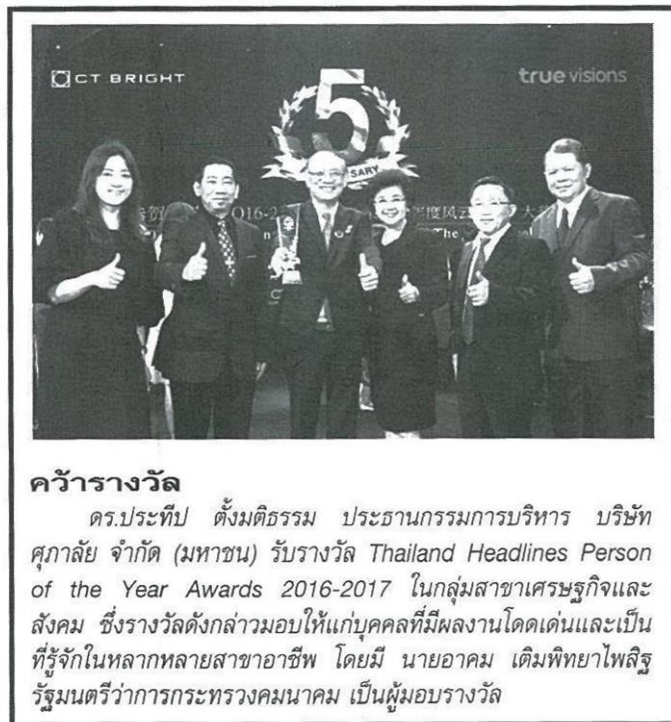 CT BRIGHT
true visions
5
SARY
016-2
年度风云
The
คว้ารางวัล
ดร.ประทีป ตั้งมติธรรม ประธานกรรมการบริหาร บริษัท
ศุภาลัย จำกัด (มหาชน) รับรางวัล Thailand Headlines Person
of the Year Awards 2016-2017 ในกลุ่มสาขาเศรษฐกิจและ
สังคม ซึ่งรางวัลดังกล่าวมอบให้แก่บุคคลที่มีผลงานโดดเด่นและเป็น
ที่รู้จักในหลากหลายสาขาอาชีพ โดยมี นายอาคม เติมพิทยาไพสิฐ
รัฐมนตรีว่าการกระทรวงคมนาคม เป็นผู้มอบรางวัล